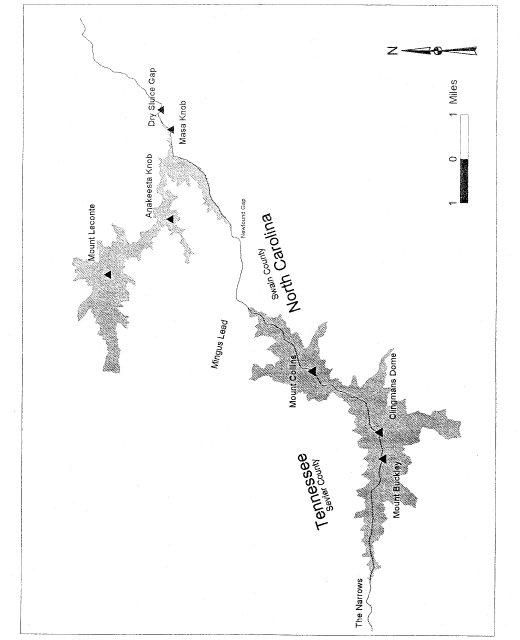 N
1 0 1 Miles
Dry Sluice Gap
Masa Knob
Anakeesta Knob
Mount Leconte
Newfound Gap
Swain County
North Carolina
Mingus Lead
Mount Collins
Clingmans Dome
Tennessee
Sevier County
Mount Buckley
The Narrows